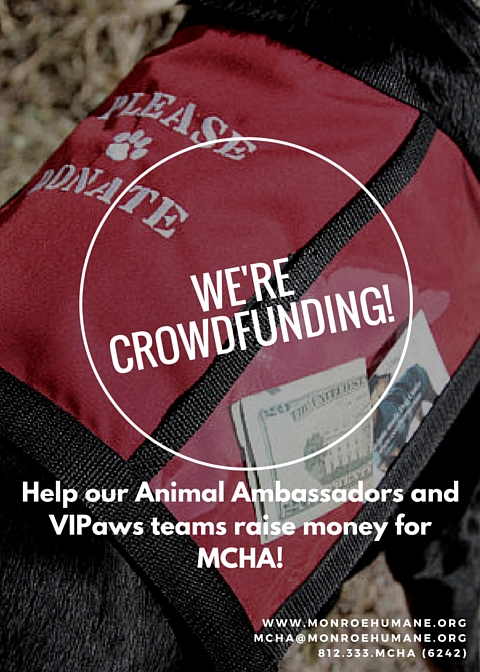 PLEASE
DONATE
WE'RE
CROWDFUNDING!
Help our Animal Ambassadors and
VIPaws teams raise money for
MCHA!
WWW.MONROEHUMANE.ORG
MCHA@MONROEHUMANE.ORG
812.333.MCHA (6242)